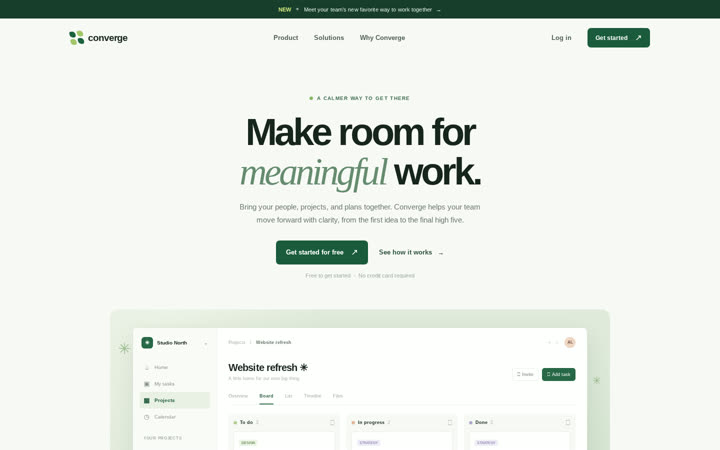 NEW Meet your team's new favorite way to work together →
converge
Product Solutions Why Converge
Log in Get started ↗
A CALMER WAY TO GET THERE
Make room for
meaningful work.
Bring your people, projects, and plans together. Converge helps your team
move forward with clarity, from the first idea to the final high five.
Get started for free ↗ See how it works →
Free to get started · No credit card required
Studio North
Projects / Website refresh
AL
Home
Website refresh ✳
Invite
Add task
A little room for our next big thing.
My tasks
Overview Board List Timeline Files
Projects
Calendar
To do 3
In progress 2
Done 2
YOUR PROJECTS
DESIGN
STRATEGY
STRATEGY